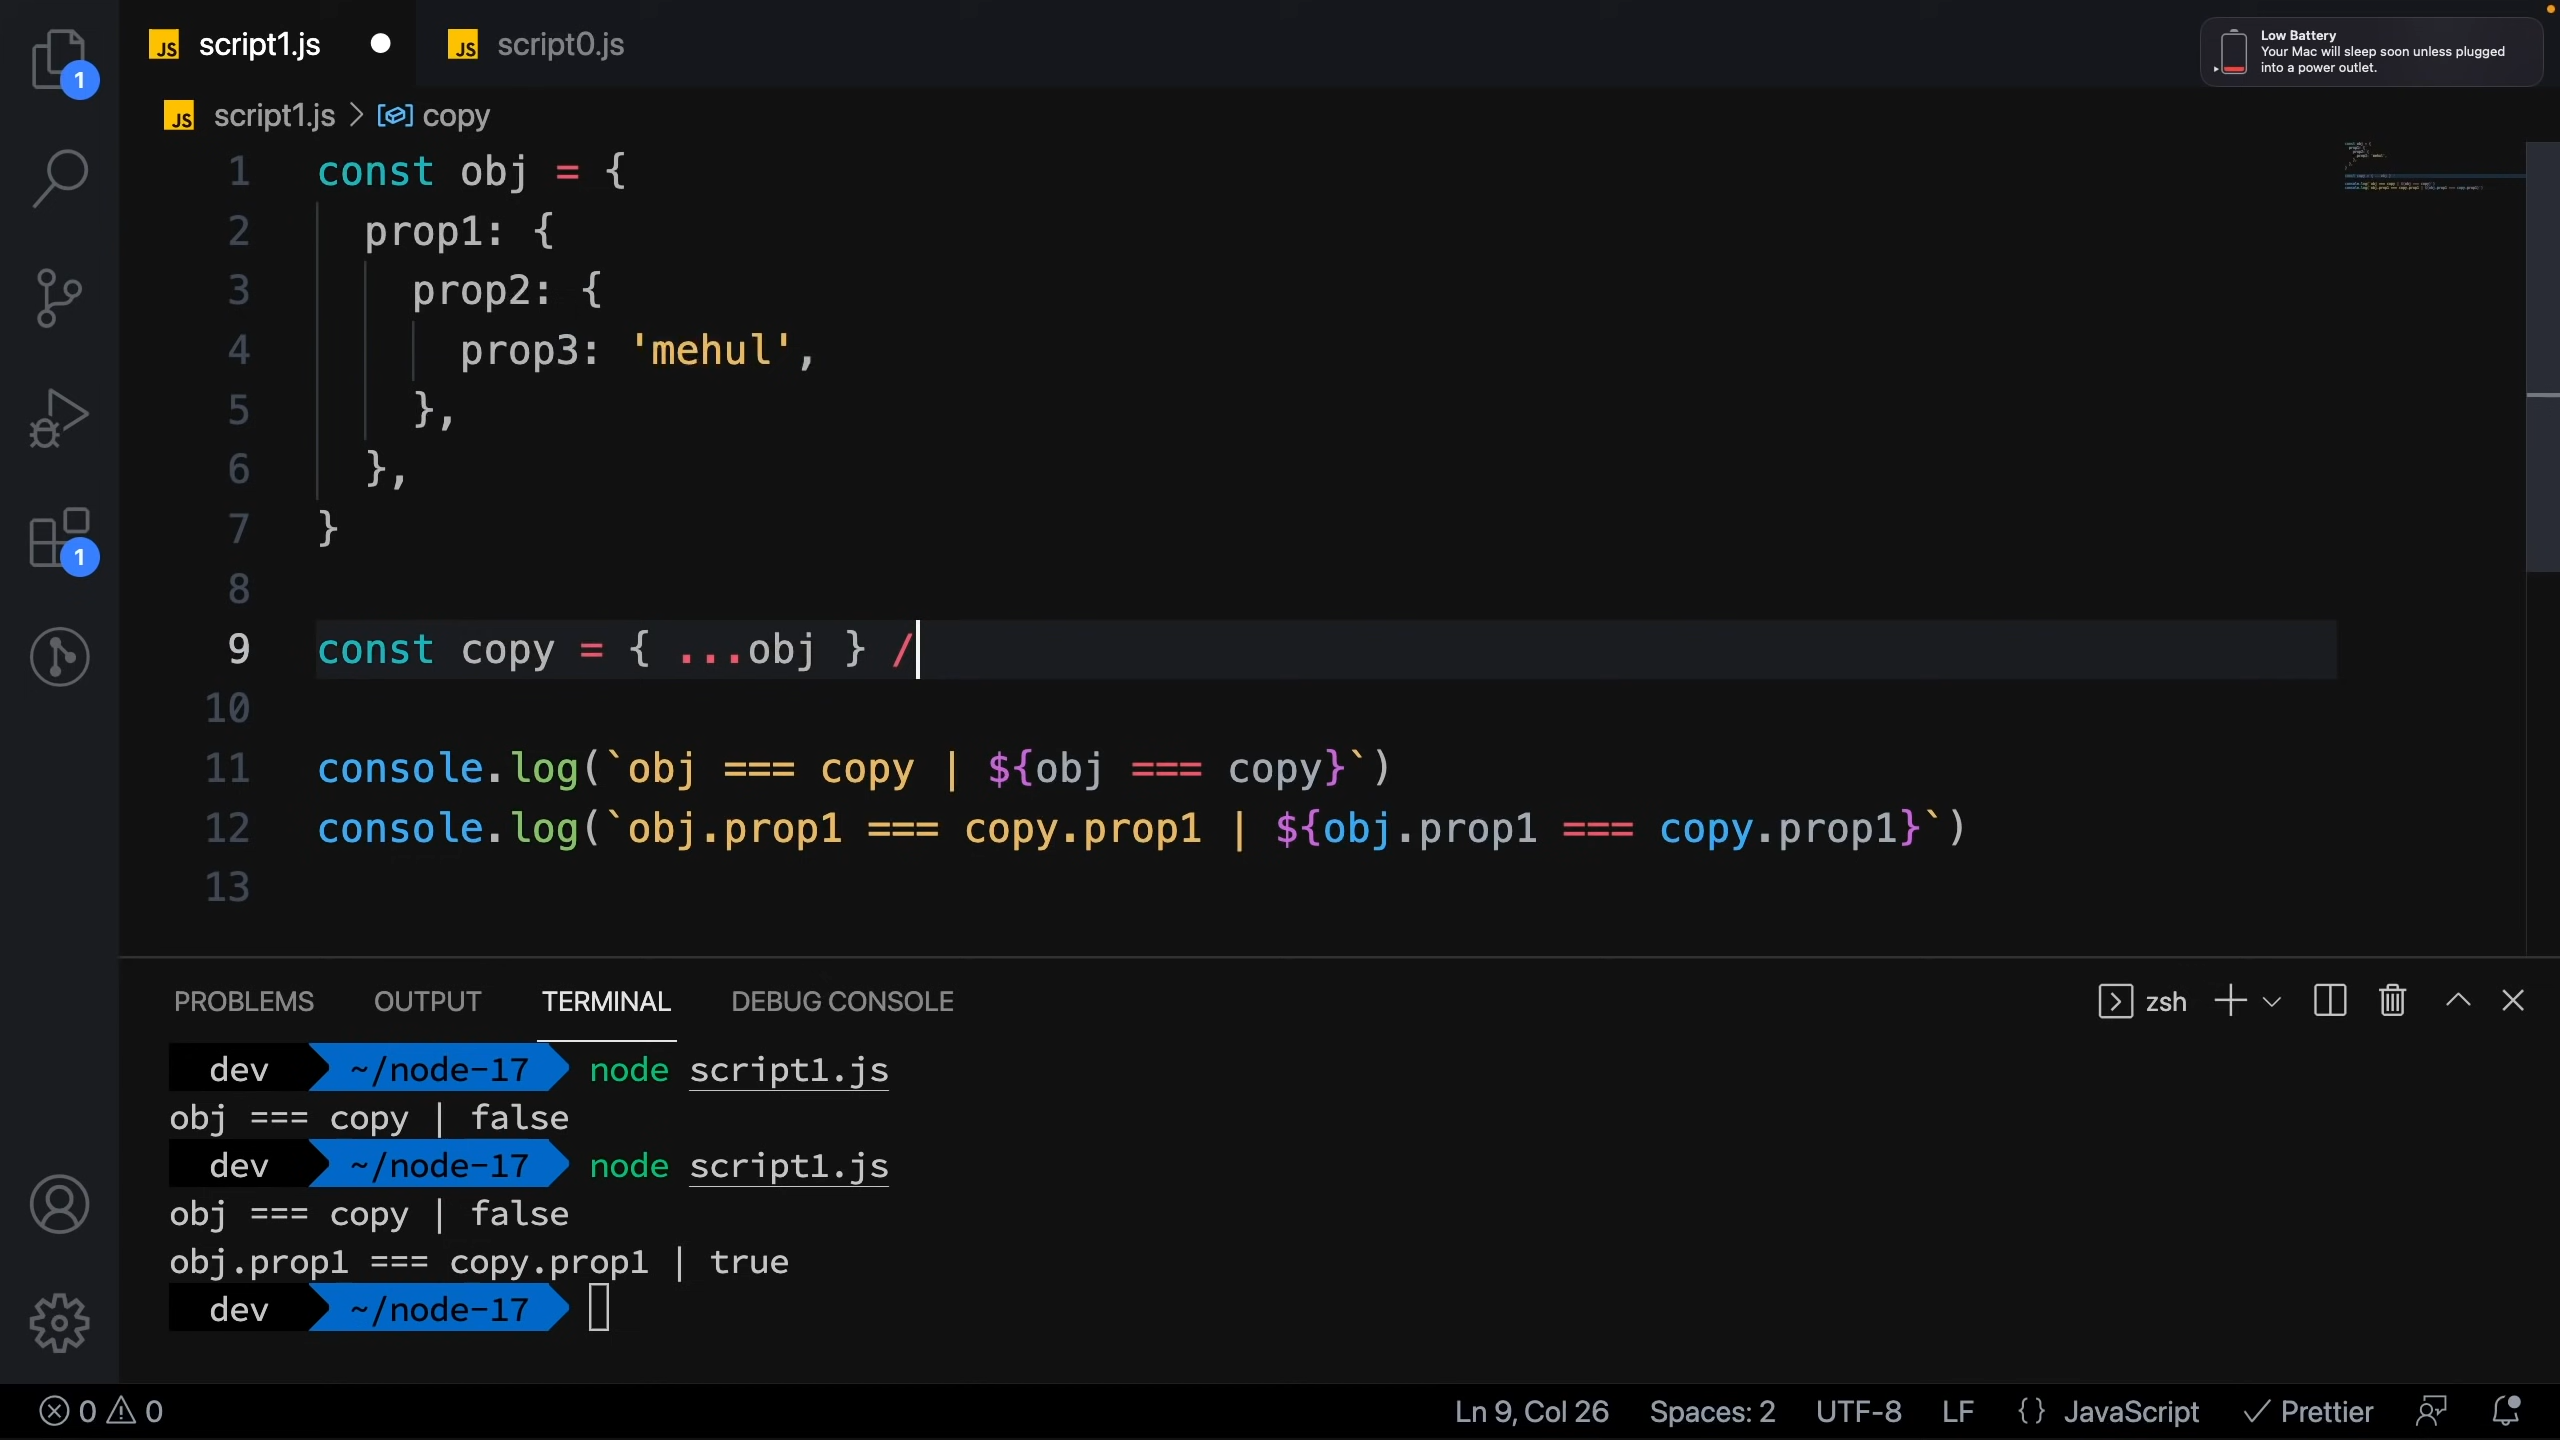 JS script1.js
JS script0.js
Low Battery
Your Mac will sleep soon unless plugged
into a power outlet.
1
JS script1.js > copy
1 const obj = {
2   prop1: {
3     prop2: {
4       prop3: 'mehul',
5     },
6   },
7 }
8
9 const copy = { ...obj } /
10
11 console.log(`obj === copy | ${obj === copy}`)
12 console.log(`obj.prop1 === copy.prop1 | ${obj.prop1 === copy.prop1}`)
13
1
PROBLEMS OUTPUT TERMINAL DEBUG CONSOLE zsh
dev ~/node-17 node script1.js
obj === copy | false
dev ~/node-17 node script1.js
obj === copy | false
obj.prop1 === copy.prop1 | true
dev ~/node-17
0 0 Ln 9, Col 26 Spaces: 2 UTF-8 LF {} JavaScript Prettier